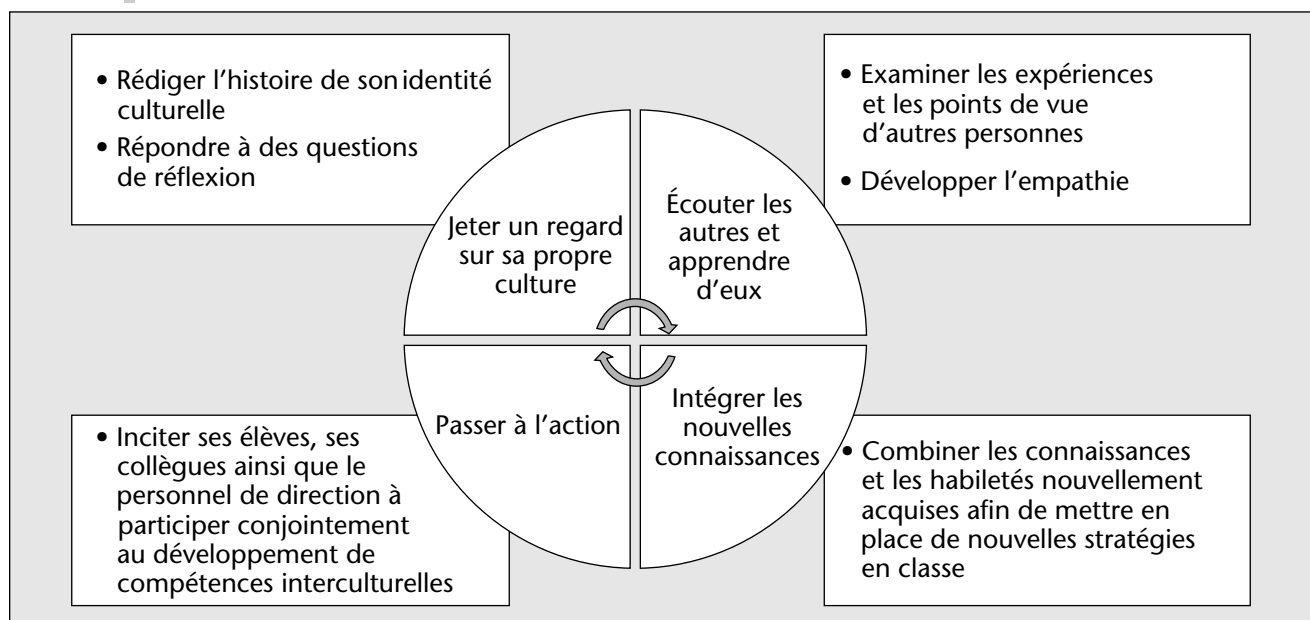 • Rédiger l'histoire de son identité
culturelle
• Répondre à des questions
de réflexion
Jeter un regard
sur sa propre
culture
• Examiner les expériences
et les points de vue
d'autres personnes
• Développer l'empathie
Écouter les
autres et
apprendre
d'eux
Passer à l'action
• Inciter ses élèves, ses
collègues ainsi que le
personnel de direction à
participer conjointement
au développement de
compétences interculturelles
Intégrer les
nouvelles
connaissances
• Combiner les connaissances
et les habiletés nouvellement
acquises afin de mettre en
place de nouvelles stratégies
en classe